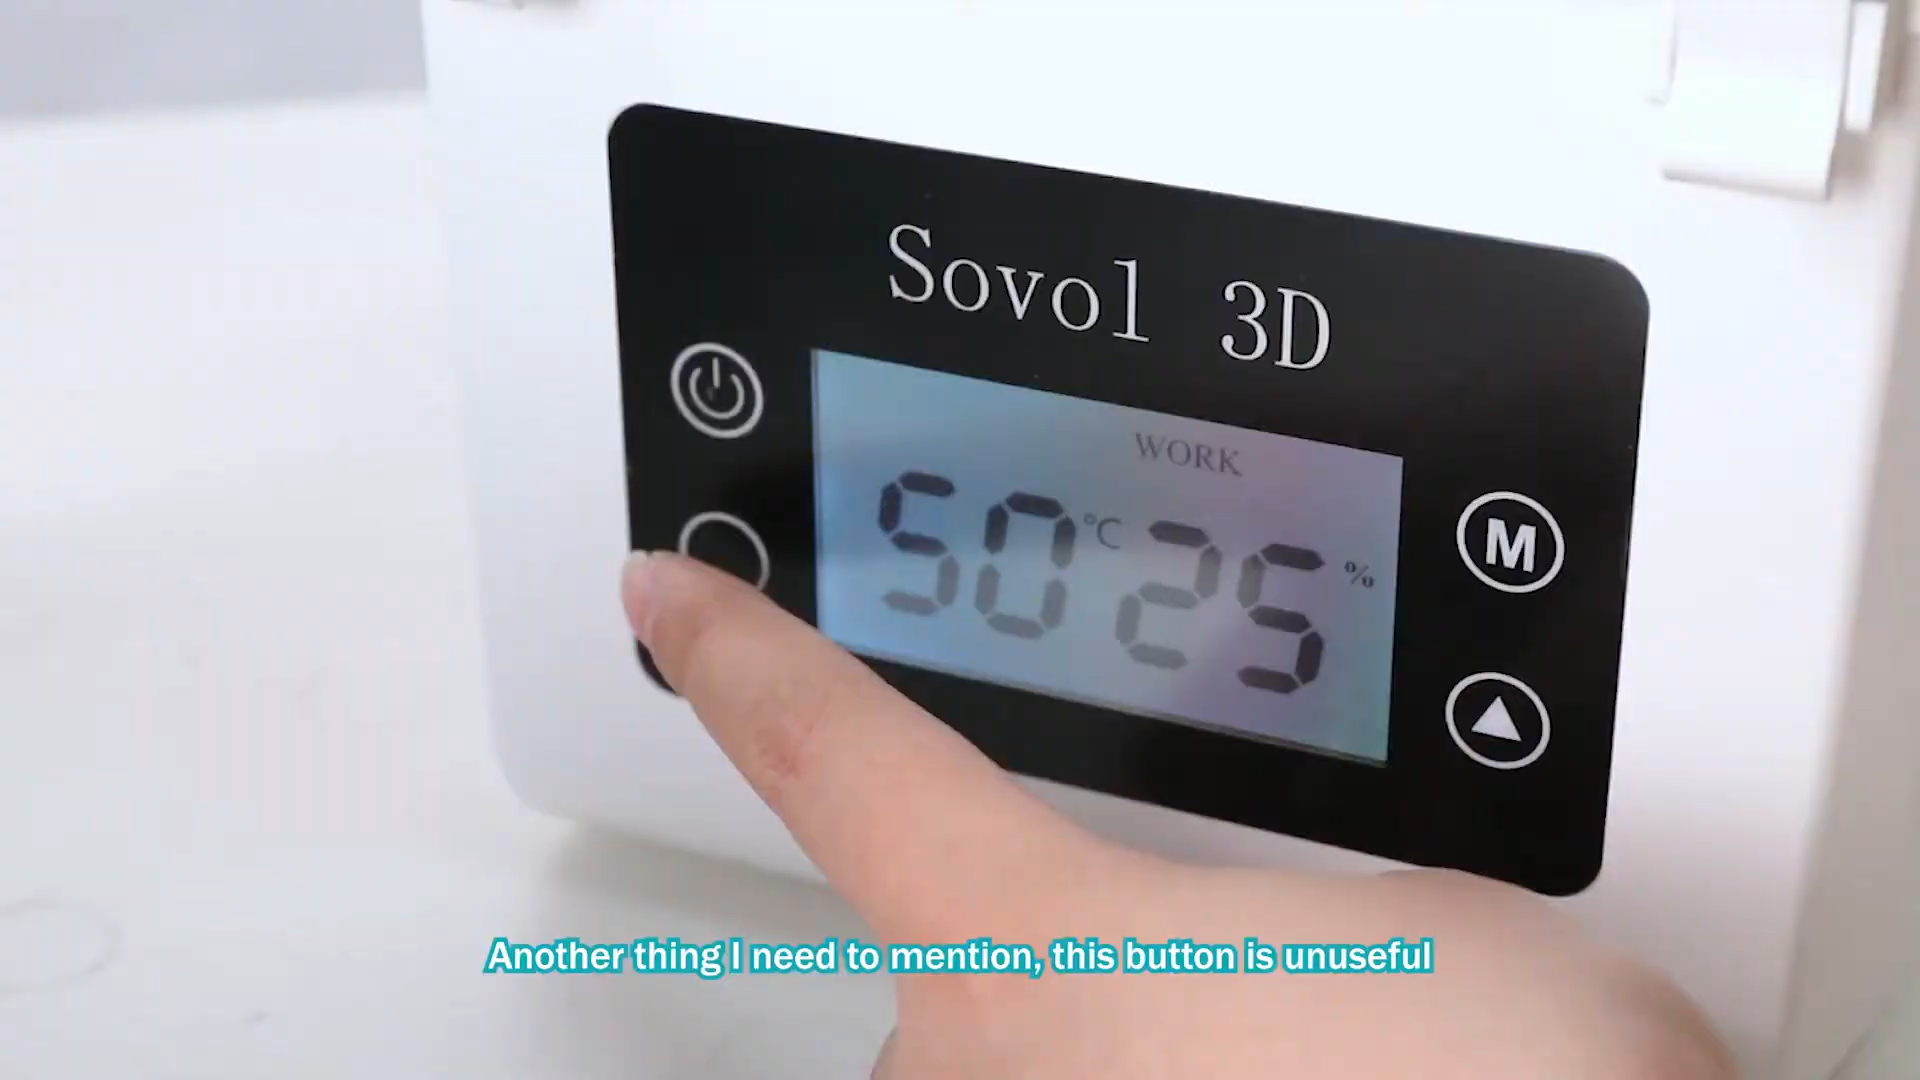 Sovol 3D
WORK
50°C 25%
M
Another thing I need to mention, this button is unuseful